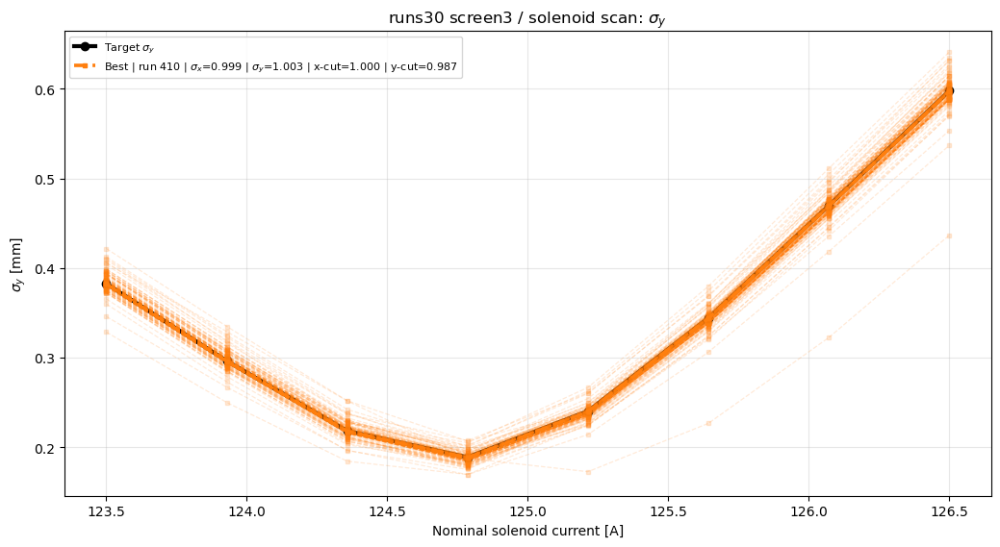 runs30 screen3 / solenoid scan: σy
Target σy
Best | run 410 | σx=0.999 | σy=1.003 | x-cut=1.000 | y-cut=0.987
σy [mm]
0.6
0.5
0.4
0.3
0.2
123.5 124.0 124.5 125.0 125.5 126.0 126.5
Nominal solenoid current [A]